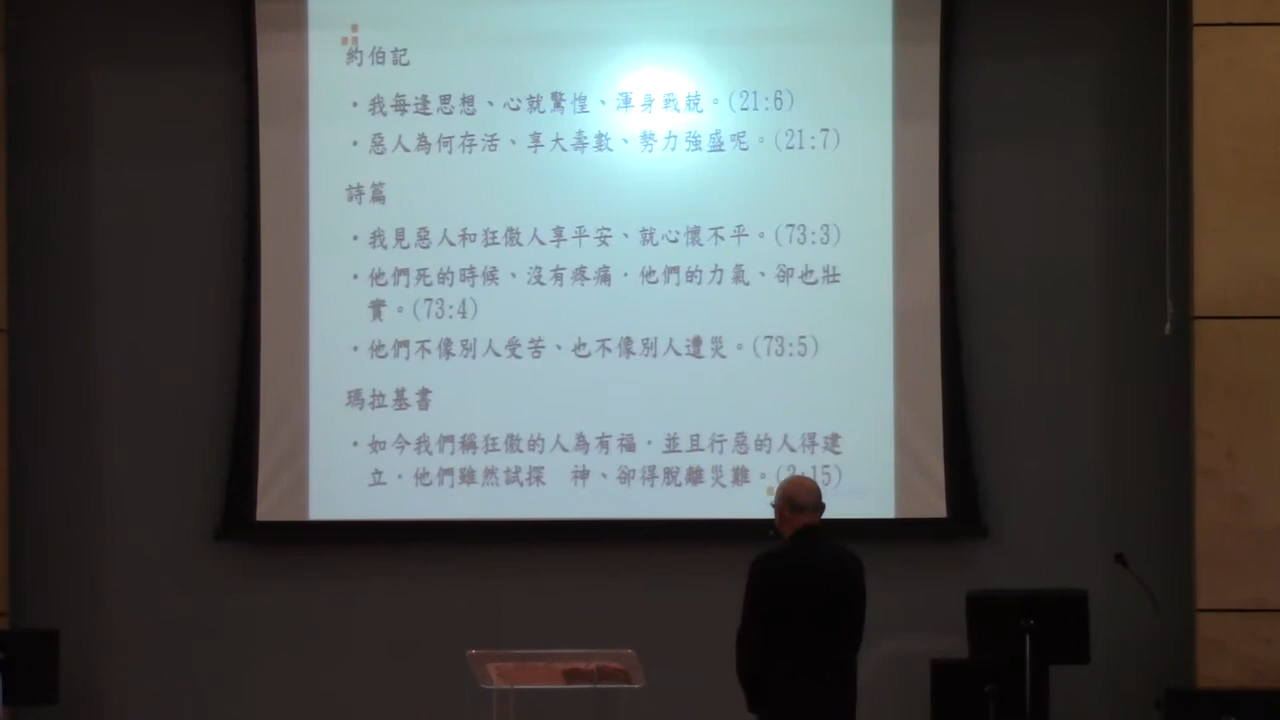 約伯記
・我每逢思想、心就驚惶、渾身戰兢。(21:6)
・惡人為何存活、享大壽數、勢力強盛呢。(21:7)
詩篇
・我見惡人和狂傲人享平安、就心懷不平。(73:3)
・他們死的時候、沒有疼痛．他們的力氣、卻也壯
實。(73:4)
・他們不像別人受苦、也不像別人遭災。(73:5)
瑪拉基書
・如今我們稱狂傲的人為有福．並且行惡的人得建
立．他們雖然試探　神、卻得脫離災難。(3:15)